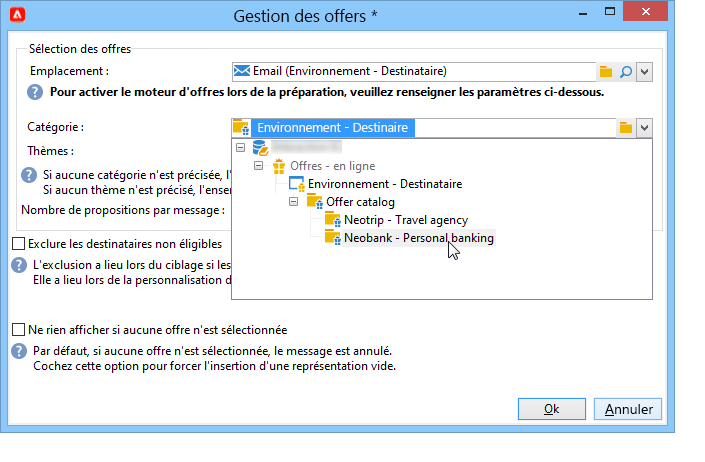 Gestion des offers *
Sélection des offres
Emplacement :
Email (Environnement - Destinataire)
Pour activer le moteur d'offres lors de la préparation, veuillez renseigner les paramètres ci-dessous.
Catégorie :
Environnement - Destinaire
Thèmes :
Offres - en ligne
Si aucune catégorie n'est précisée, l'
Environnement - Destinataire
Si aucun thème n'est précisé, l'enser
Offer catalog
Nombre de propositions par message :
Neotrip - Travel agency
Neobank - Personal banking
Exclure les destinataires non éligibles
L'exclusion a lieu lors du ciblage si les
Elle a lieu lors de la personnalisation d
Ne rien afficher si aucune offre n'est sélectionnée
Par défaut, si aucune offre n'est sélectionnée, le message est annulé.
Cochez cette option pour forcer l'insertion d'une représentation vide.
Ok
Annuler